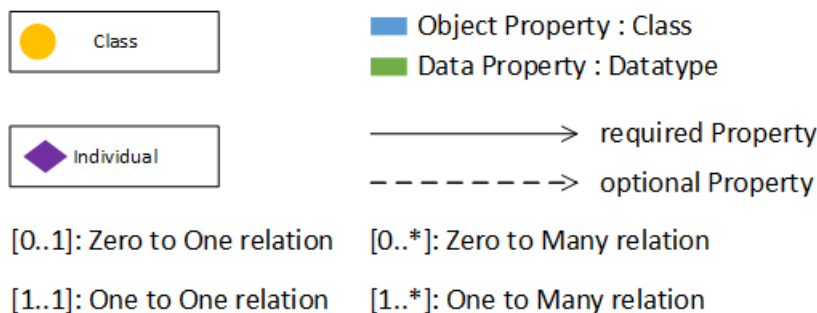 Class
Object Property : Class
Data Property : Datatype
Individual
required Property
optional Property
[0..1]: Zero to One relation
[0..*]: Zero to Many relation
[1..1]: One to One relation
[1..*]: One to Many relation